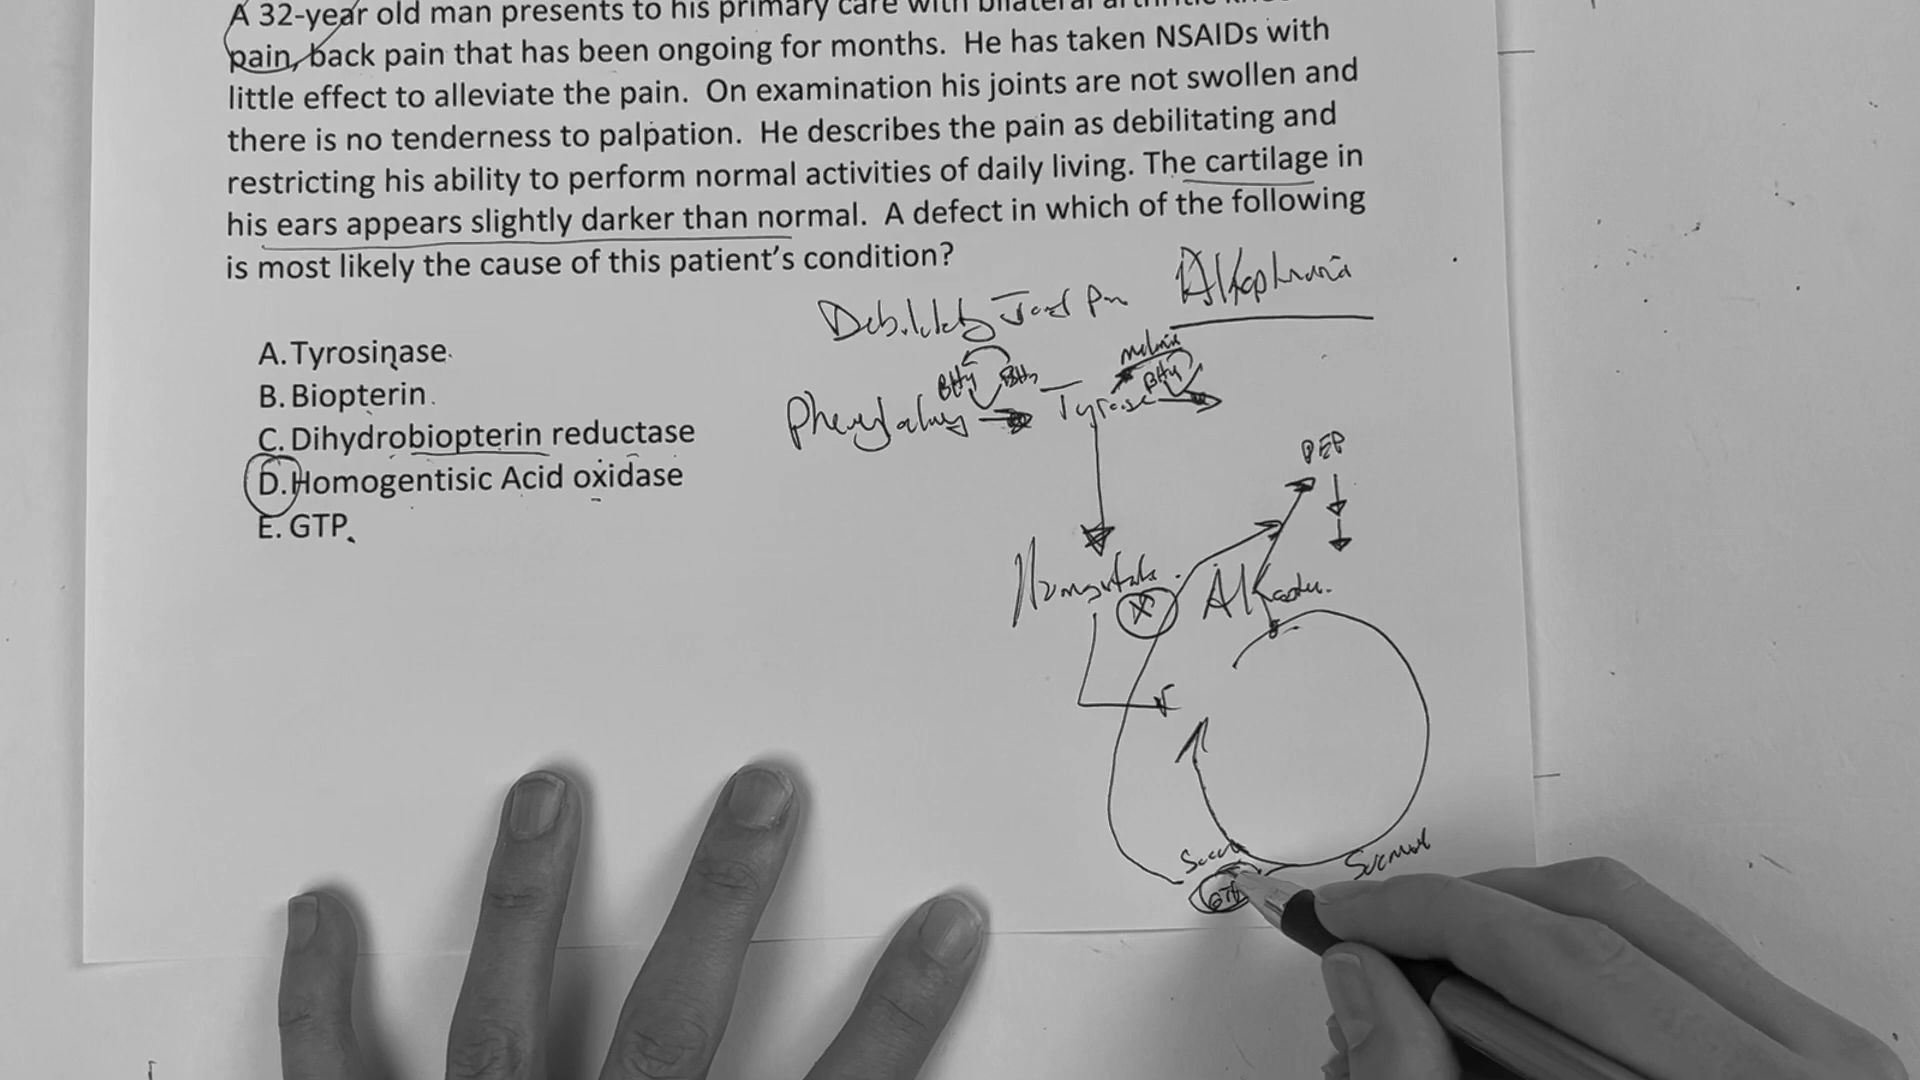 A 32-year old man presents to his primary care with bilateral arthritic
pain, back pain that has been ongoing for months. He has taken NSAIDs with
little effect to alleviate the pain. On examination his joints are not swollen and
there is no tenderness to palpation. He describes the pain as debilitating and
restricting his ability to perform normal activities of daily living. The cartilage in
his ears appears slightly darker than normal. A defect in which of the following
is most likely the cause of this patient's condition?
A. Tyrosinase
B. Biopterin
C. Dihydrobiopterin reductase
D. Homogentisic Acid oxidase
E. GTP
BH4
BH4
PEP